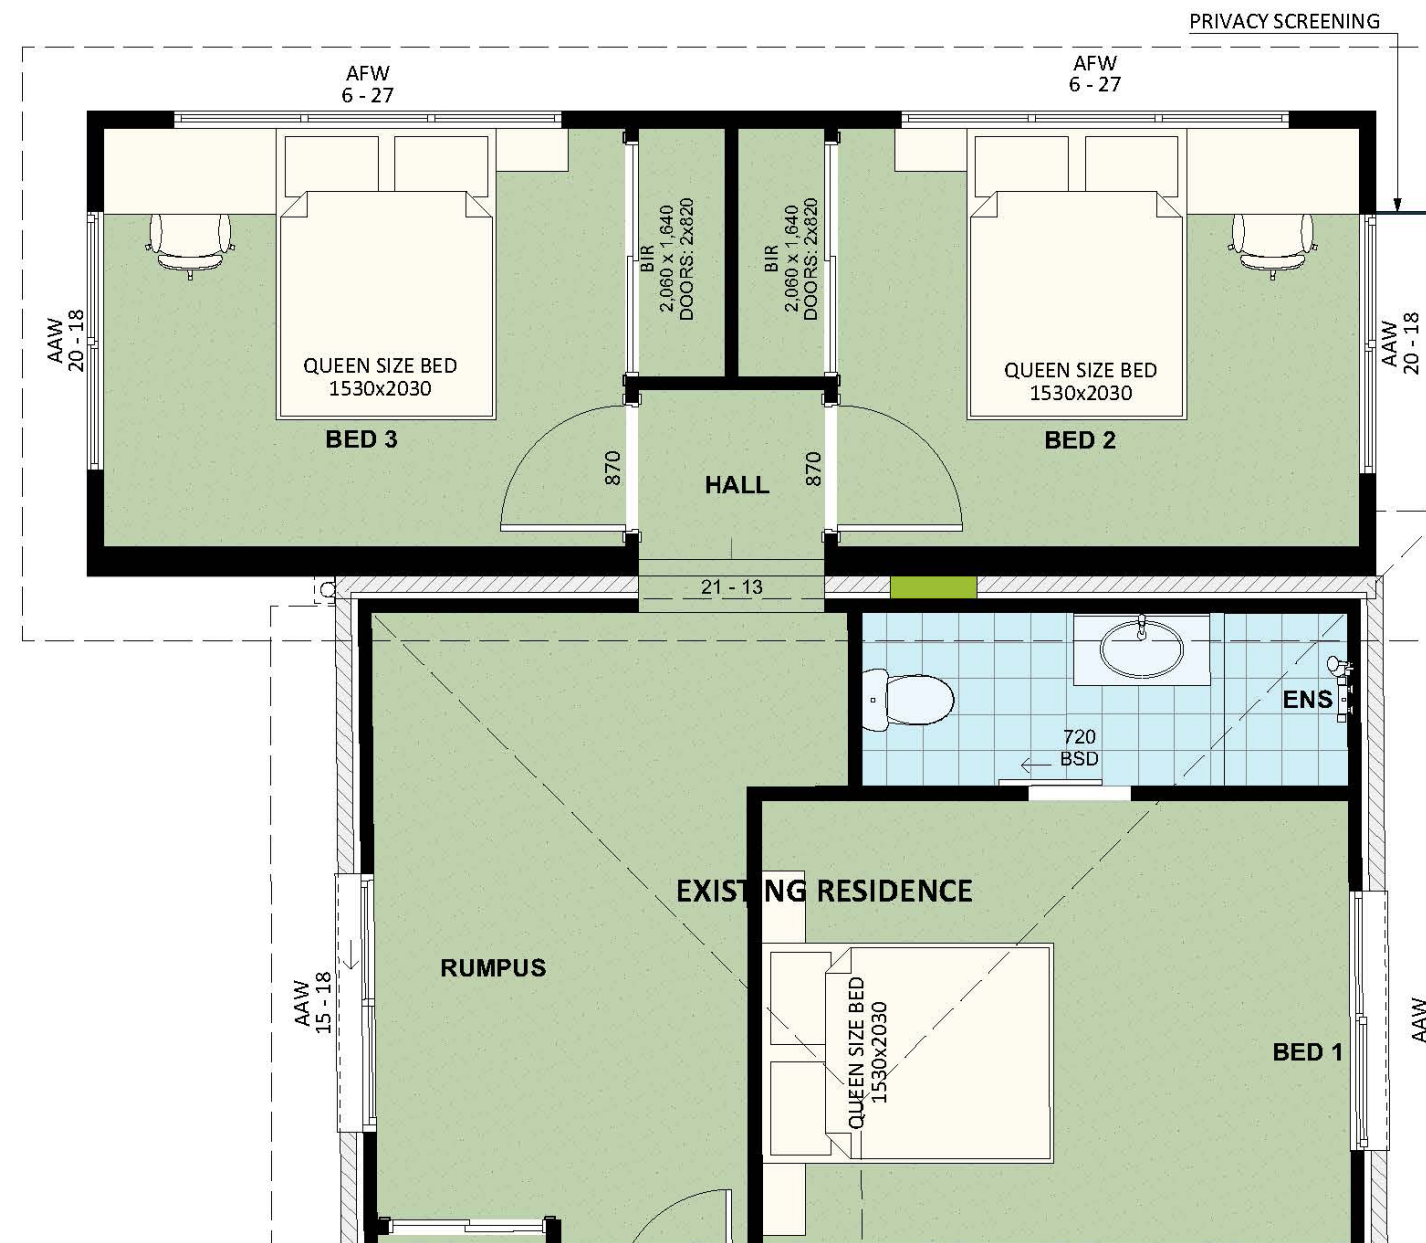 PRIVACY SCREENING
AFW
6 - 27
AFW
6 - 27
BIR
2,060 x 1,640
DOORS: 2x820
BIR
2,060 x 1,640
DOORS: 2x820
AAW
20 - 18
AAW
20 - 18
QUEEN SIZE BED
1530x2030
QUEEN SIZE BED
1530x2030
BED 3
BED 2
870
HALL
870
21 - 13
ENS
720
BSD
EXISTING RESIDENCE
RUMPUS
AAW
15 - 18
QUEEN SIZE BED
1530x2030
BED 1
AAW